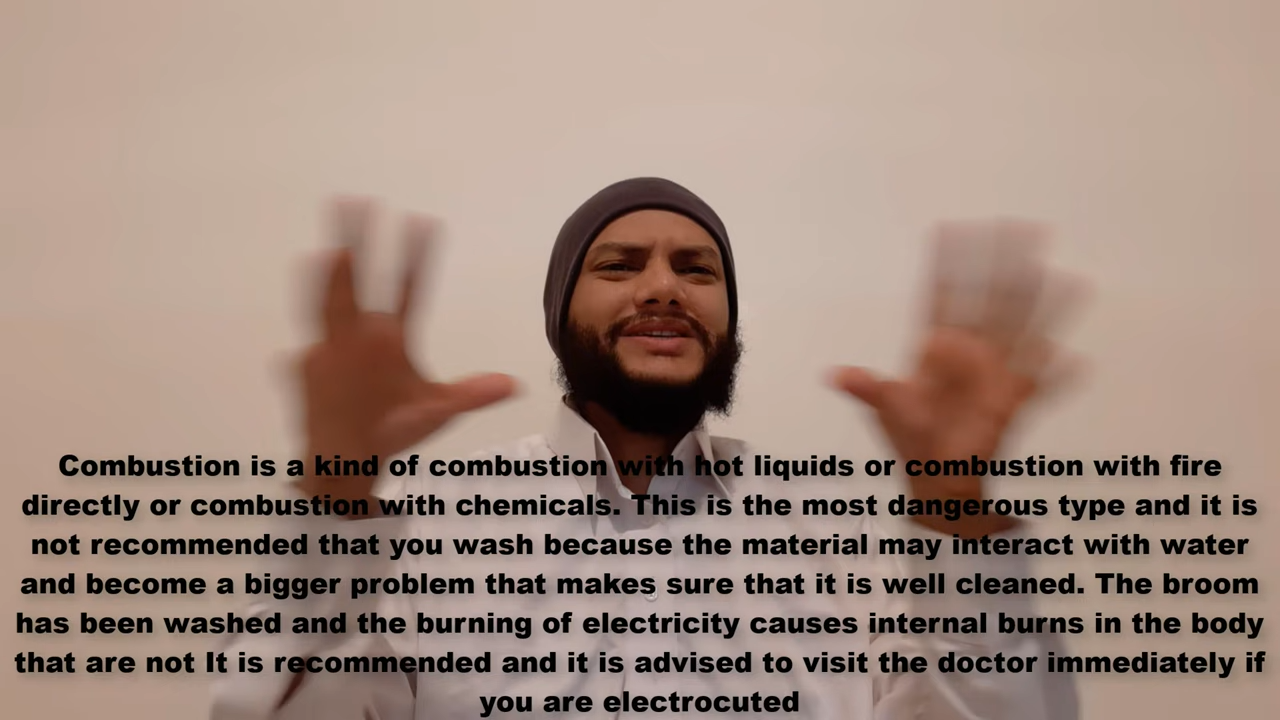 Combustion is a kind of combustion with hot liquids or combustion with fire
directly or combustion with chemicals. This is the most dangerous type and it is
not recommended that you wash because the material may interact with water
and become a bigger problem that makes sure that it is well cleaned. The broom
has been washed and the burning of electricity causes internal burns in the body
that are not It is recommended and it is advised to visit the doctor immediately if
you are electrocuted